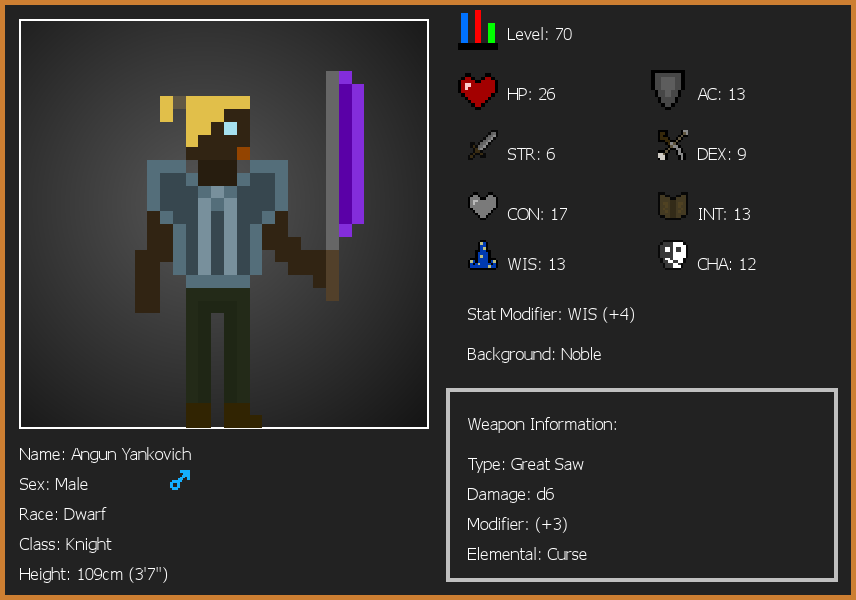 Level: 70
HP: 26
AC: 13
STR: 6
DEX: 9
CON: 17
INT: 13
WIS: 13
CHA: 12
Stat Modifier: WIS (+4)
Background: Noble
Weapon Information:
Type: Great Saw
Damage: d6
Modifier: (+3)
Elemental: Curse
Name: Angun Yankovich
Sex: Male
Race: Dwarf
Class: Knight
Height: 109cm (3'7")